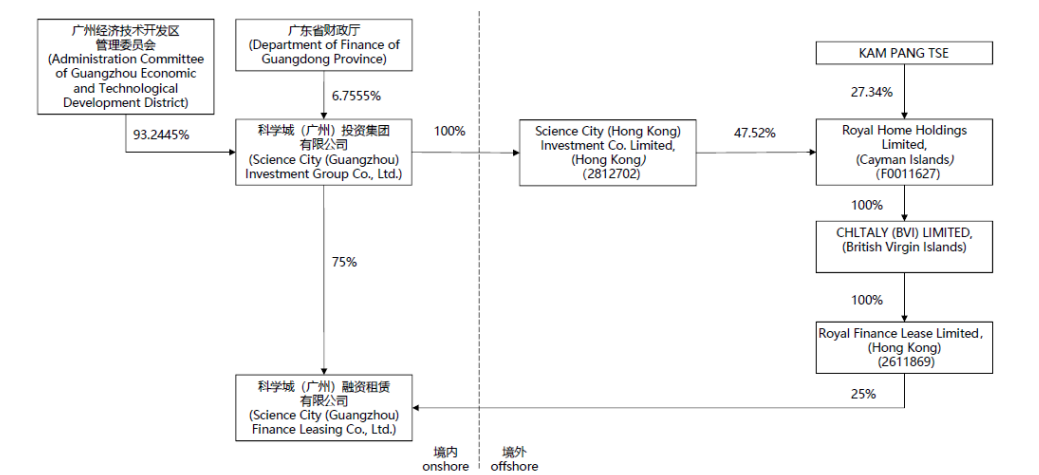 广州经济技术开发区
管理委员会
(Administration Committee
of Guangzhou Economic
and Technological
Development District)
广东省财政厅
(Department of Finance of
Guangdong Province)
KAM PANG TSE
6.7555%
27.34%
93.2445%
科学城（广州）投资集团
有限公司
(Science City (Guangzhou)
Investment Group Co., Ltd.)
100%
Science City (Hong Kong)
Investment Co. Limited,
(Hong Kong)
(2812702)
47.52%
Royal Home Holdings
Limited,
(Cayman Islands)
(F0011627)
100%
CHLTALY (BVI) LIMITED,
(British Virgin Islands)
75%
100%
Royal Finance Lease Limited,
(Hong Kong)
(2611869)
25%
科学城（广州）融资租赁
有限公司
(Science City (Guangzhou)
Finance Leasing Co., Ltd.)
境内
onshore
境外
offshore